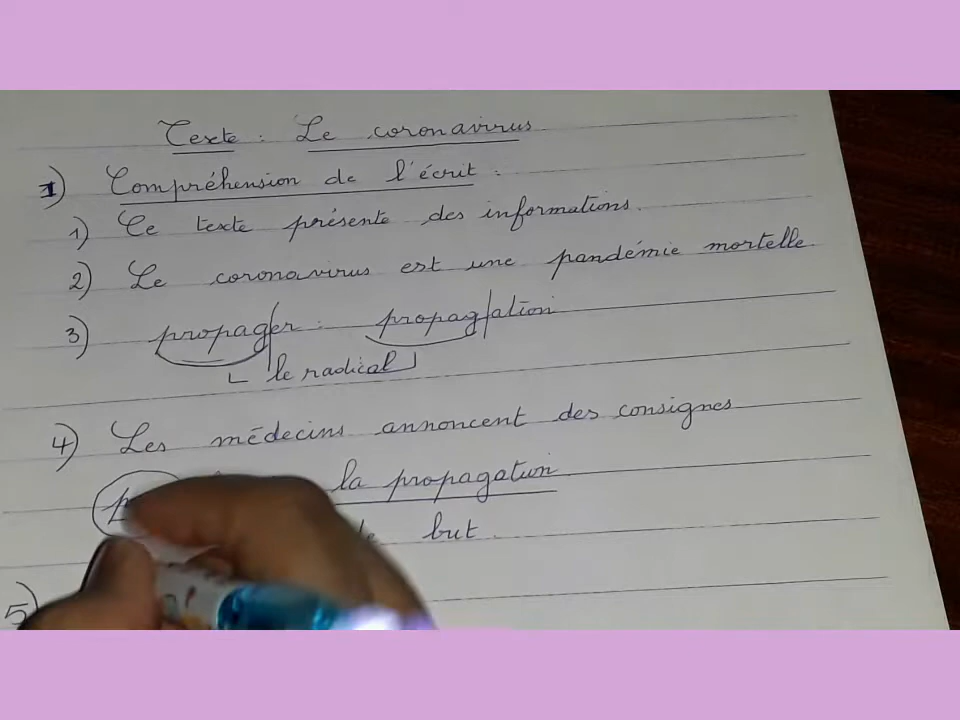 Texte : Le coronavirus
1) Compréhension de l'écrit :
1) Ce texte présente des informations.
2) Le coronavirus est une pandémie mortelle.
3) propager : propagation
le radical
4) Les médecins annoncent des consignes
la propagation
but.
5)